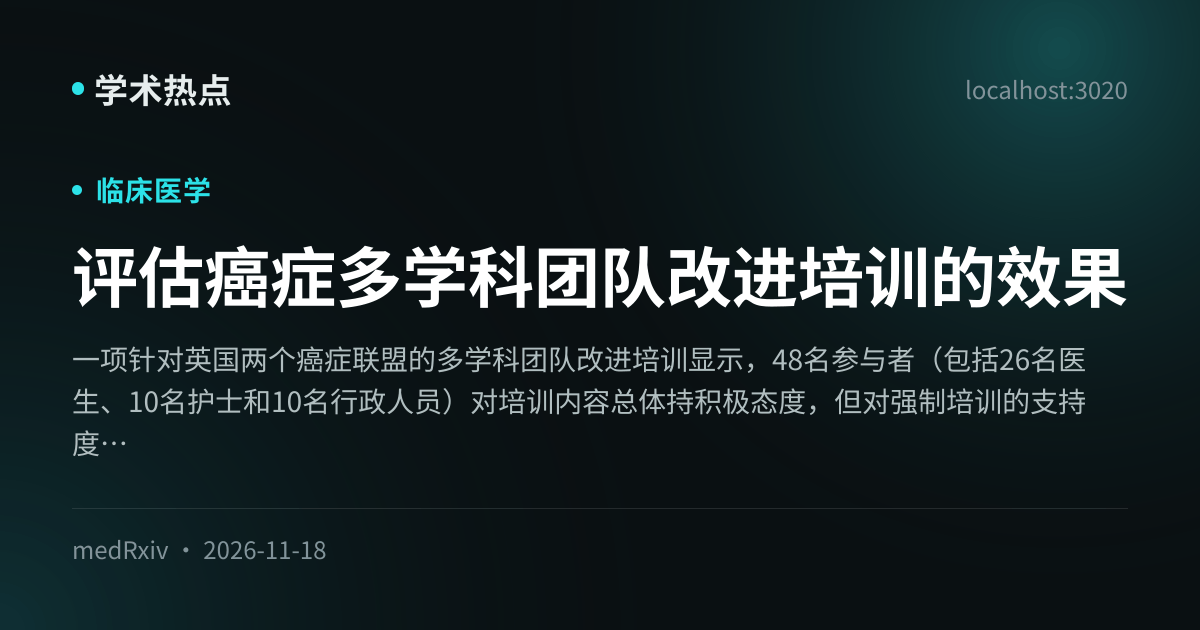 学术热点
localhost:3020
临床医学
评估癌症多学科团队改进培训的效果
一项针对英国两个癌症联盟的多学科团队改进培训显示，48名参与者（包括26名医
生、10名护士和10名行政人员）对培训内容总体持积极态度，但对强制培训的支持
度…
medRxiv · 2026-11-18